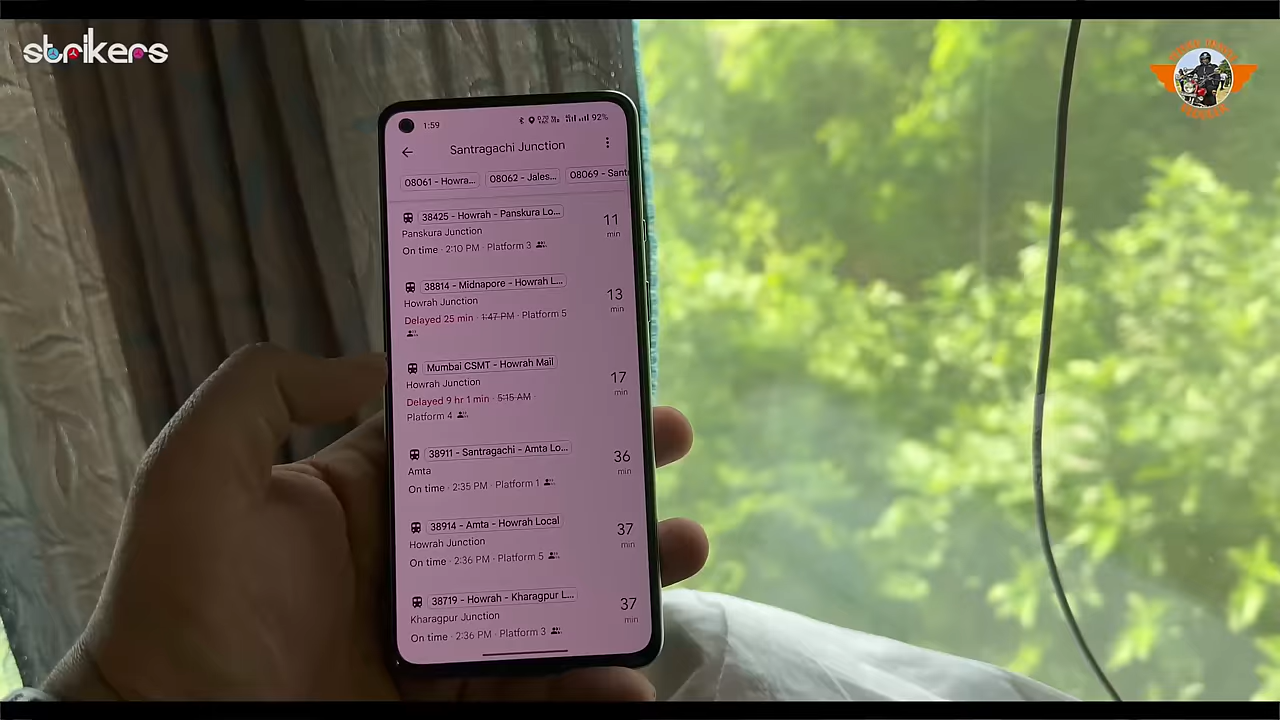 strikers
1:59
92%
Santragachi Junction
08061 - Howra... 08062 - Jales... 08069 - Sant
38425 - Howrah - Panskura Lo...
11 min
Panskura Junction
On time · 2:10 PM · Platform 3
38814 - Midnapore - Howrah L...
13 min
Howrah Junction
Delayed 25 min · 1:47 PM · Platform 5
Mumbai CSMT - Howrah Mail
17 min
Howrah Junction
Delayed 9 hr 1 min · 5:15 AM ·
Platform 4
38911 - Santragachi - Amta Lo...
36 min
Amta
On time · 2:35 PM · Platform 1
38914 - Amta - Howrah Local
37 min
Howrah Junction
On time · 2:36 PM · Platform 5
38719 - Howrah - Kharagpur L...
37 min
Kharagpur Junction
On time · 2:36 PM · Platform 3